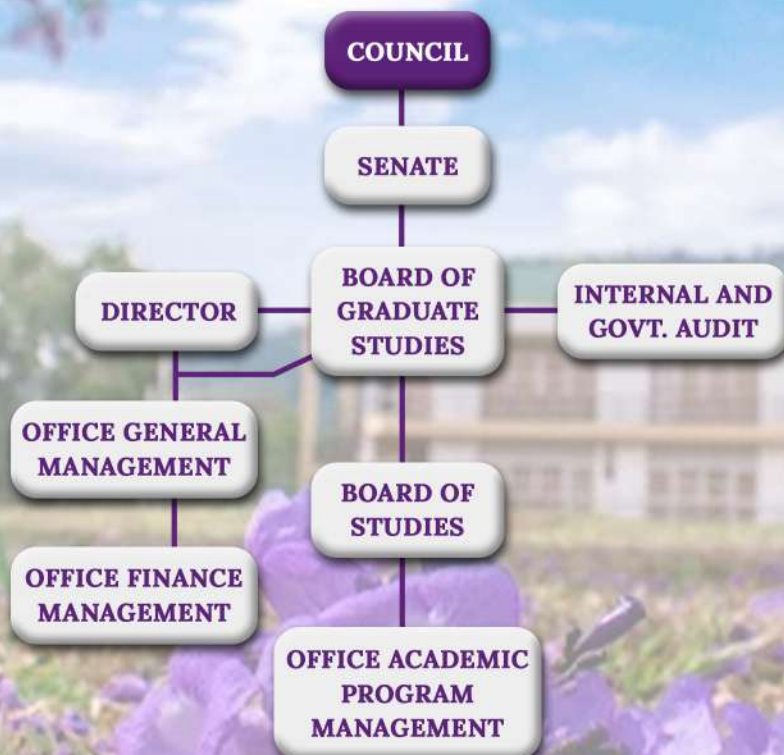 COUNCIL
SENATE
DIRECTOR
BOARD OF
GRADUATE
STUDIES
INTERNAL AND
GOVT. AUDIT
OFFICE GENERAL
MANAGEMENT
BOARD OF
STUDIES
OFFICE FINANCE
MANAGEMENT
OFFICE ACADEMIC
PROGRAM
MANAGEMENT